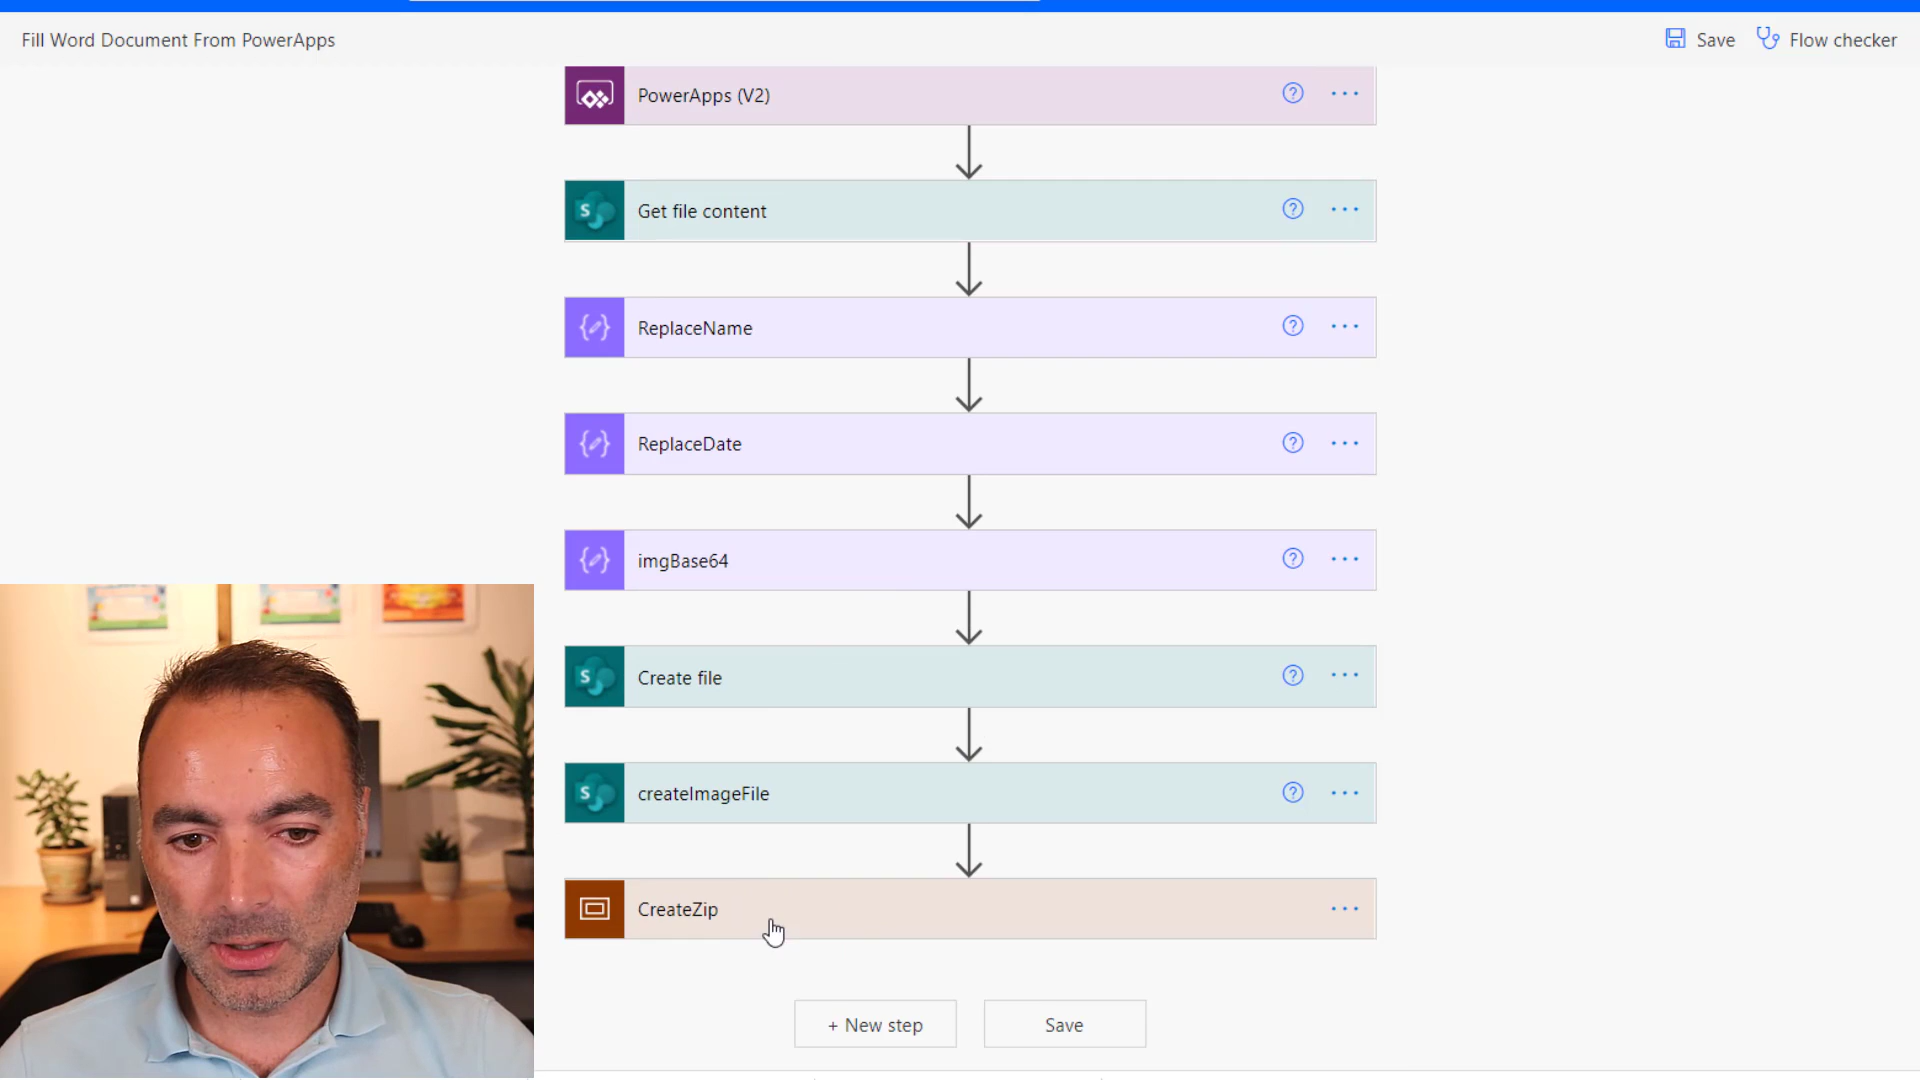 Fill Word Document From PowerApps
Save
Flow checker
PowerApps (V2)
Get file content
ReplaceName
ReplaceDate
imgBase64
Create file
createImageFile
CreateZip
+ New step
Save